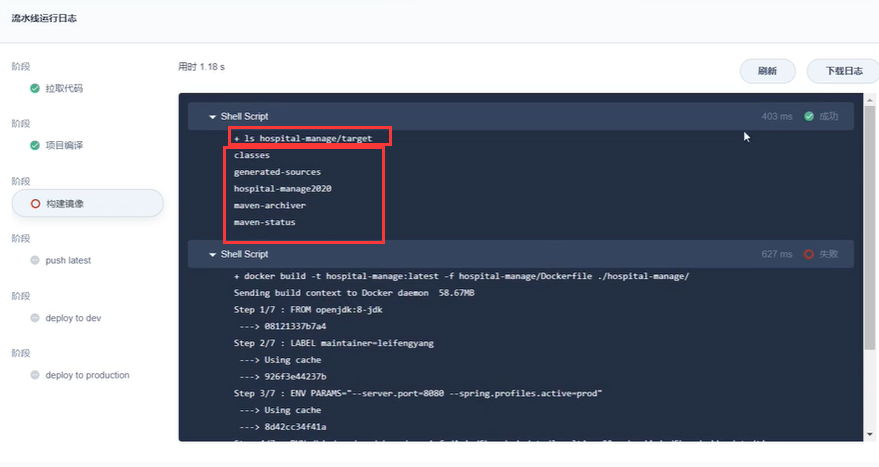 流水线运行日志
阶段
拉取代码
阶段
项目编译
阶段
构建镜像
阶段
push latest
阶段
deploy to dev
阶段
deploy to production
用时 1.18 s
刷新
下载日志
Shell Script
403 ms
成功
+ ls hospital-manage/target
classes
generated-sources
hospital-manage2020
maven-archiver
maven-status
Shell Script
627 ms
失败
+ docker build -t hospital-manage:latest -f hospital-manage/Dockerfile ./hospital-manage/
Sending build context to Docker daemon  58.67MB
Step 1/7 : FROM openjdk:8-jdk
---> 08121337b7a4
Step 2/7 : LABEL maintainer=leifengyang
---> Using cache
---> 926f3e44237b
Step 3/7 : ENV PARAMS="--server.port=8080 --spring.profiles.active=prod"
---> Using cache
---> 8d42cc34f41a